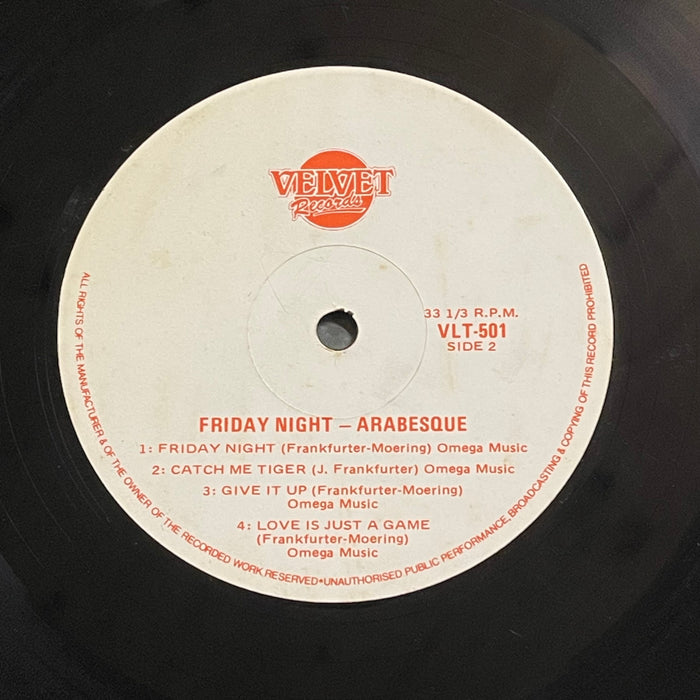 VELVET
Records
33 1/3 R.P.M.
VLT-501
SIDE 2
FRIDAY NIGHT – ARABESQUE
1: FRIDAY NIGHT (Frankfurter-Moering) Omega Music
2: CATCH ME TIGER (J. Frankfurter) Omega Music
3: GIVE IT UP (Frankfurter-Moering)
Omega Music
4: LOVE IS JUST A GAME
(Frankfurter-Moering)
Omega Music
ALL RIGHTS OF THE MANUFACTURER & OF THE OWNER OF THE RECORDED WORK RESERVED•UNAUTHORISED PUBLIC PERFORMANCE, BROADCASTING & COPYING OF THIS RECORD PROHIBITED